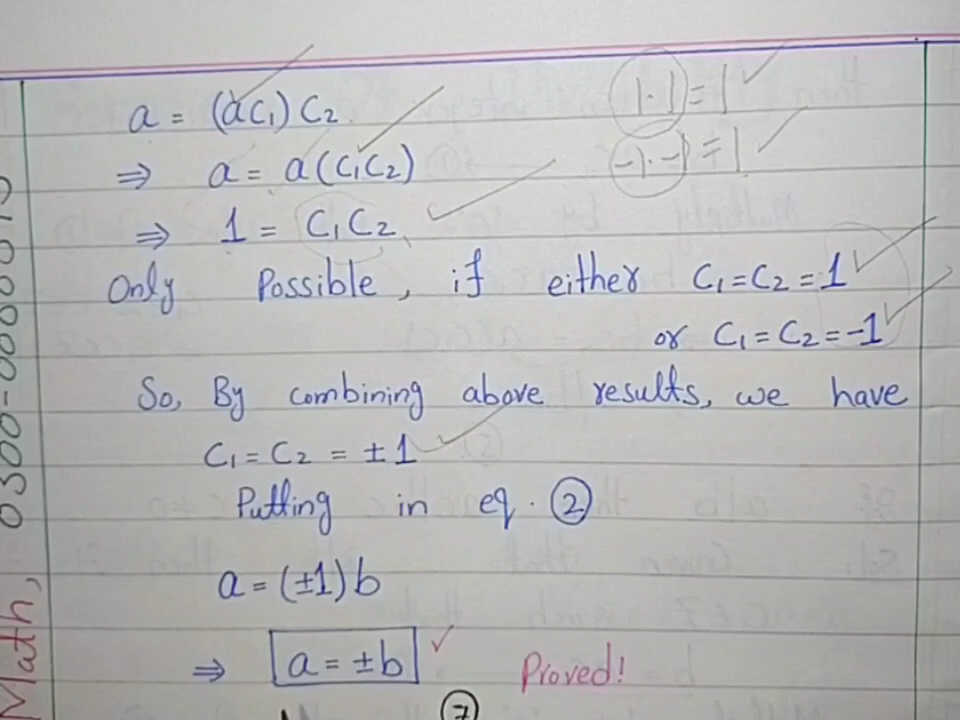 a = (aC₁) C₂
1·1 = 1
⇒ a = a(C₁C₂)
-1·-1 = 1
⇒ 1 = C₁C₂
Only Possible, if either C₁=C₂=1
or C₁=C₂=-1
So, By combining above results, we have
C₁=C₂ = ±1
Putting in eq. ②
a = (±1)b
⇒ a = ±b Proved!
⑦
Math,